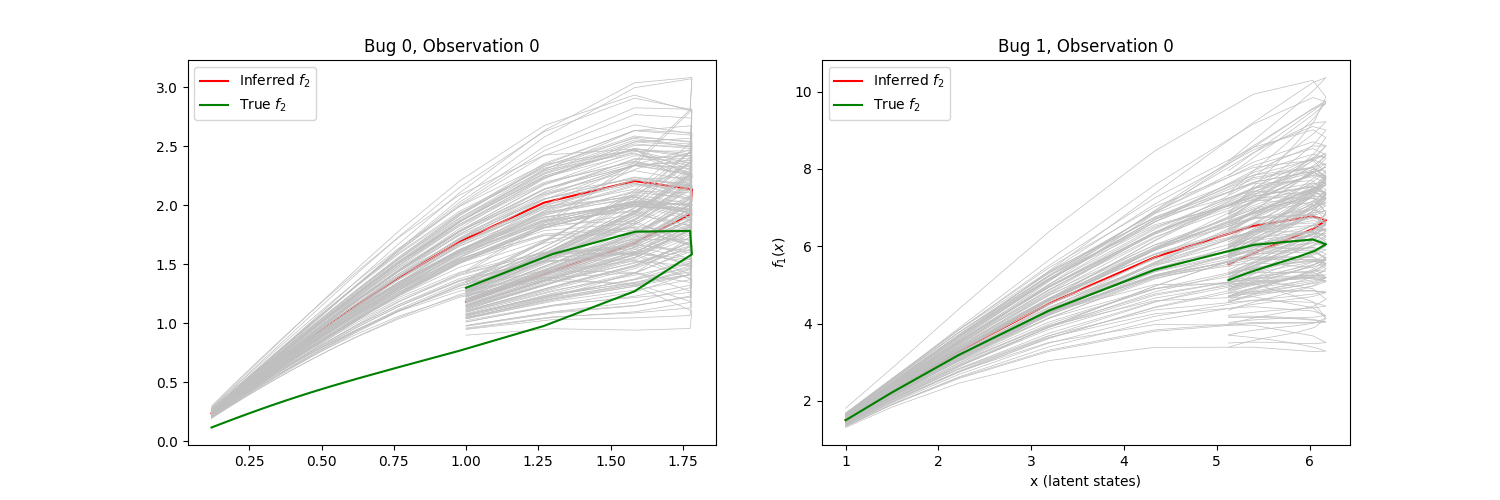 Bug 0, Observation 0
Inferred f₂
True f₂
3.0
2.5
2.0
1.5
1.0
0.5
0.0
0.25 0.50 0.75 1.00 1.25 1.50 1.75
Bug 1, Observation 0
Inferred f₂
True f₂
f₁(x)
10
8
6
4
2
1 2 3 4 5 6
x (latent states)